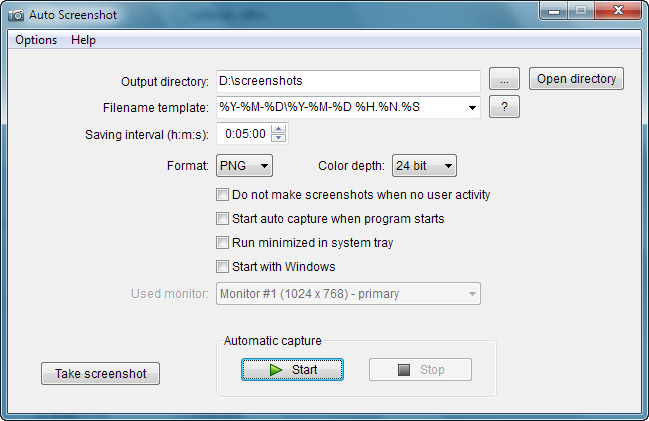 Auto Screenshot
Options Help
Output directory: D:\screenshots ... Open directory
Filename template: %Y-%M-%D\%Y-%M-%D %H.%N.%S ?
Saving interval (h:m:s): 0:05:00
Format: PNG Color depth: 24 bit
Do not make screenshots when no user activity
Start auto capture when program starts
Run minimized in system tray
Start with Windows
Used monitor: Monitor #1 (1024 x 768) - primary
Automatic capture
Take screenshot Start Stop